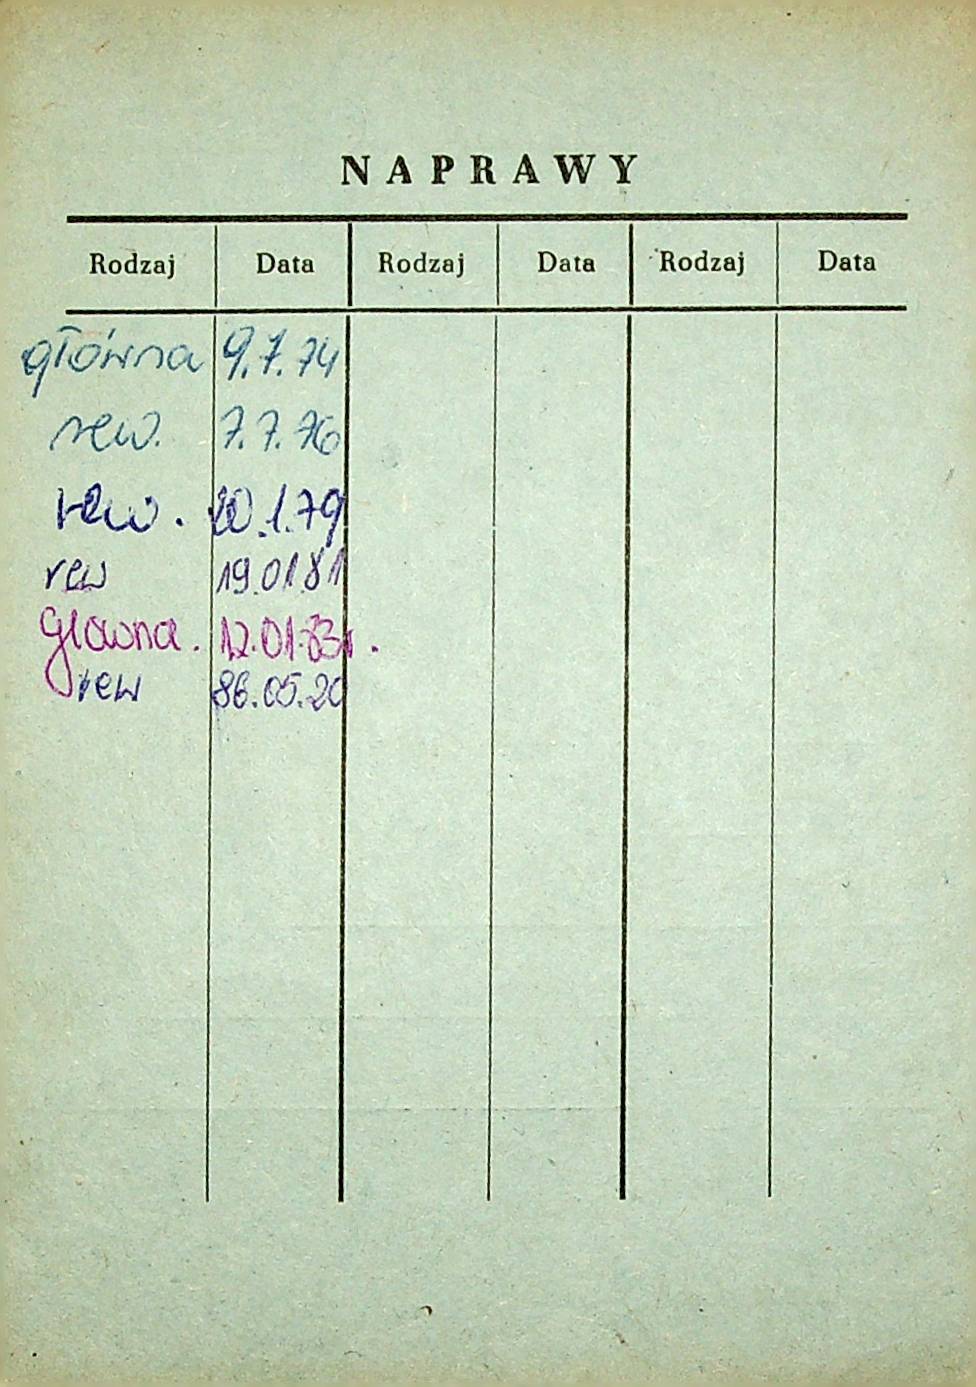 NAPRAWY
Rodzaj Data Rodzaj Data Rodzaj Data
główna 9.7.74
rew. 7.7.76
rew. 20.1.79
rew 19.01.81
Główna. 12.01.83r.
rew 86.05.20